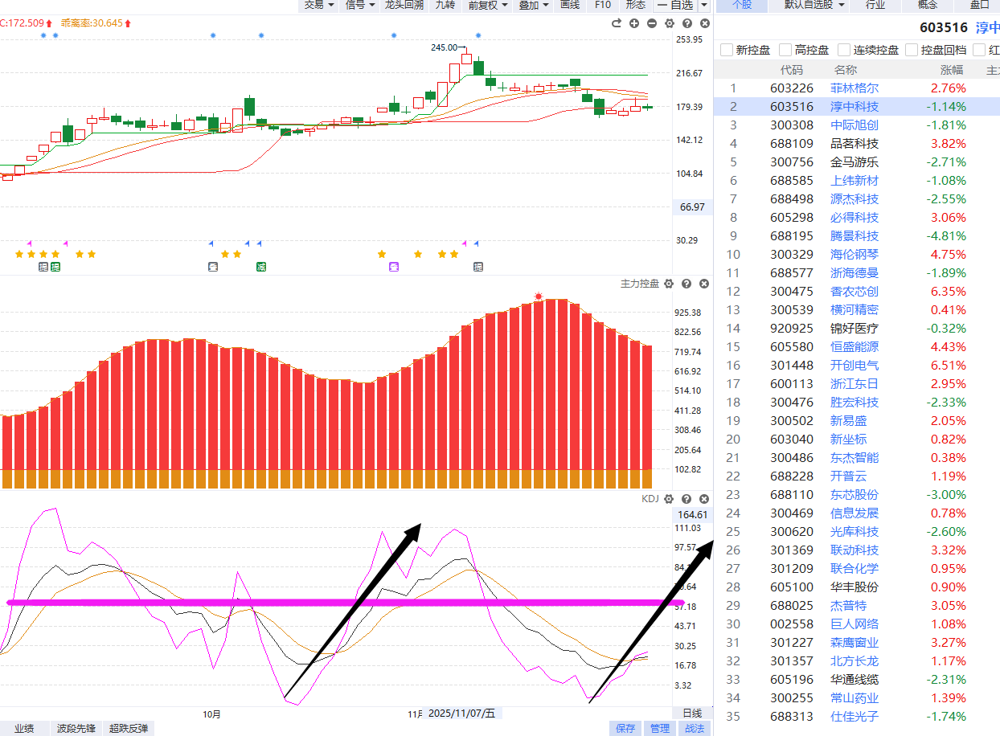 交易 信号 龙头回溯 九转 前复权 叠加 画线 F10 形态 一 自选 个股 默认自选股 行业 概念 盘口
C:172.509 乖离率:30.645
603516 淳中
245.00
253.95
新控盘 高控盘 连续控盘 控盘回档 红
216.67
代码 名称 涨幅 主
179.39
142.12
104.84
66.97
30.29
提 提 叠 减 叠 提
主力控盘
925.38
822.56
719.74
616.92
514.10
411.28
308.46
205.64
102.82
KDJ
164.61
111.03
97.57
84.
.64
57.18
43.71
30.25
16.78
3.32
10月 11月 2025/11/07/五 日线
业绩 波段先锋 超跌反弹 保存 管理 战法
1 603226 菲林格尔 2.76%
2 603516 淳中科技 -1.14%
3 300308 中际旭创 -1.81%
4 688109 品茗科技 3.82%
5 300756 金马游乐 -2.71%
6 688585 上纬新材 -1.08%
7 688498 源杰科技 -2.55%
8 605298 必得科技 3.06%
9 688195 腾景科技 -4.81%
10 300329 海伦钢琴 4.75%
11 688577 浙海德曼 -1.89%
12 300475 香农芯创 6.35%
13 300539 横河精密 0.41%
14 920925 锦好医疗 -0.32%
15 605580 恒盛能源 4.43%
16 301448 开创电气 6.51%
17 600113 浙江东日 2.95%
18 300476 胜宏科技 -2.33%
19 300502 新易盛 2.05%
20 603040 新坐标 0.82%
21 300486 东杰智能 0.38%
22 688228 开普云 1.19%
23 688110 东芯股份 -3.00%
24 300469 信息发展 0.78%
25 300620 光库科技 -2.60%
26 301369 联动科技 3.32%
27 301209 联合化学 0.95%
28 605100 华丰股份 0.90%
29 688025 杰普特 3.05%
30 002558 巨人网络 1.08%
31 301227 森鹰窗业 3.27%
32 301357 北方长龙 1.17%
33 605196 华通线缆 -2.31%
34 300255 常山药业 1.39%
35 688313 仕佳光子 -1.74%